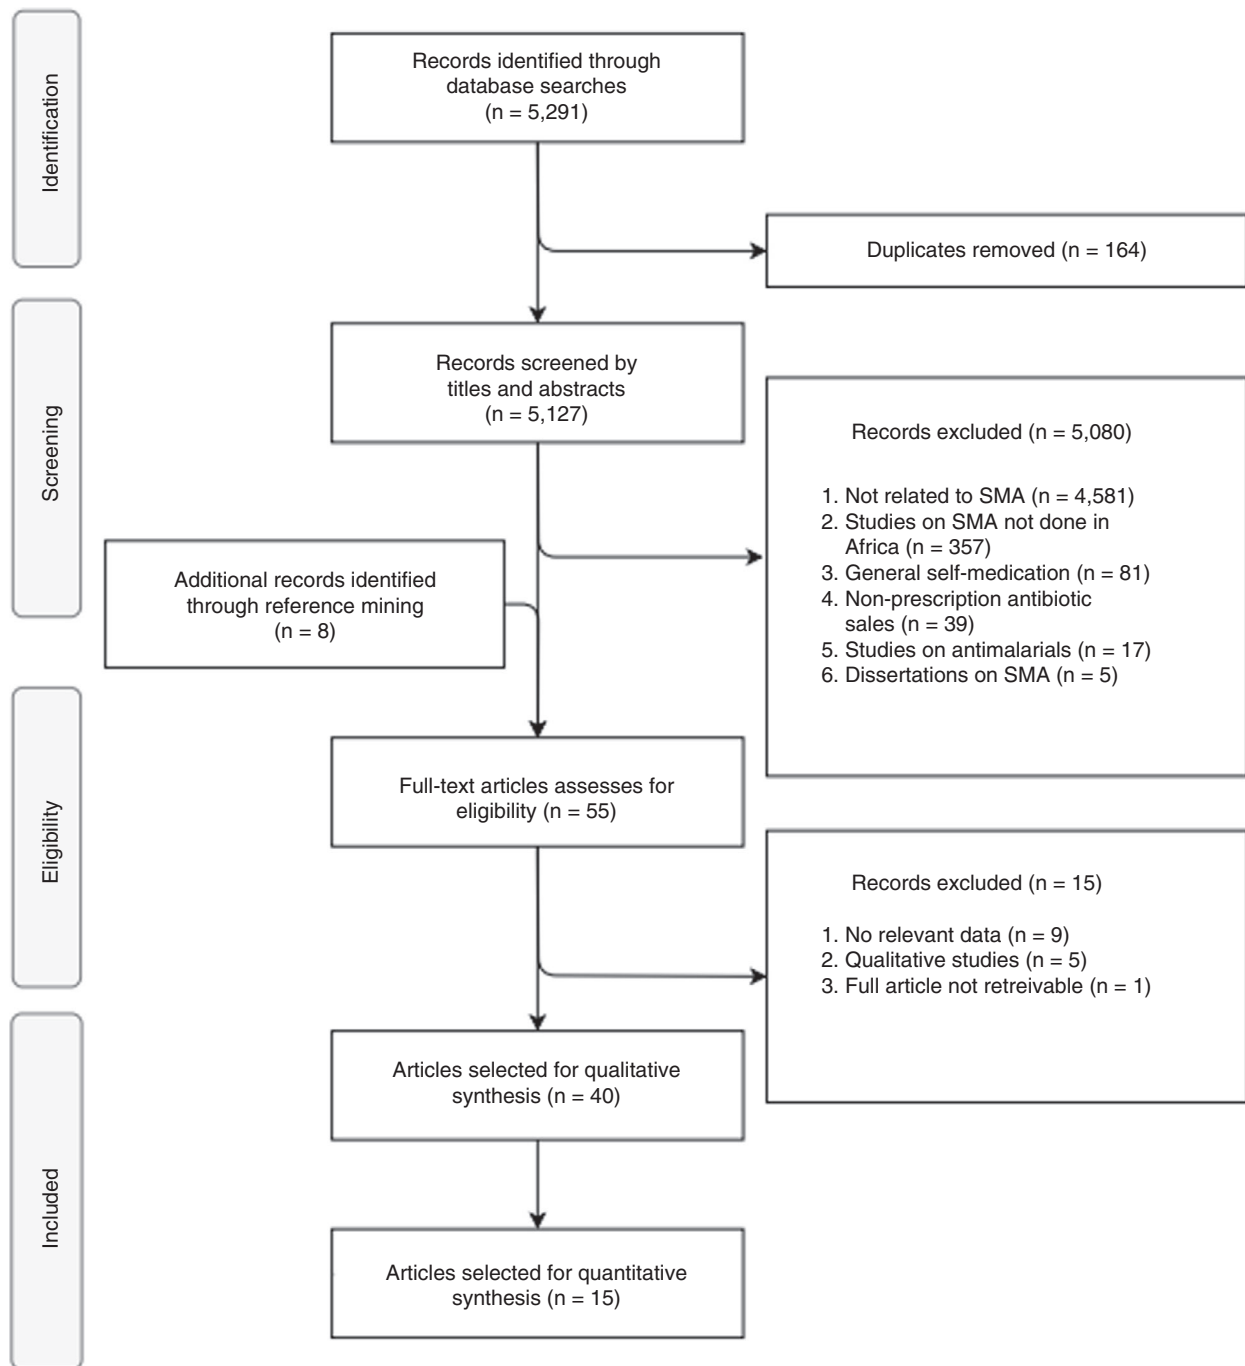 Identification
Records identified through
database searches
(n = 5,291)
Duplicates removed (n = 164)
Screening
Records screened by
titles and abstracts
(n = 5,127)
Records excluded (n = 5,080)
1. Not related to SMA (n = 4,581)
2. Studies on SMA not done in
Africa (n = 357)
3. General self-medication (n = 81)
4. Non-prescription antibiotic
sales (n = 39)
5. Studies on antimalarials (n = 17)
6. Dissertations on SMA (n = 5)
Additional records identified
through reference mining
(n = 8)
Eligibility
Full-text articles assesses for
eligibility (n = 55)
Records excluded (n = 15)
1. No relevant data (n = 9)
2. Qualitative studies (n = 5)
3. Full article not retreivable (n = 1)
Included
Articles selected for qualitative
synthesis (n = 40)
Articles selected for quantitative
synthesis (n = 15)